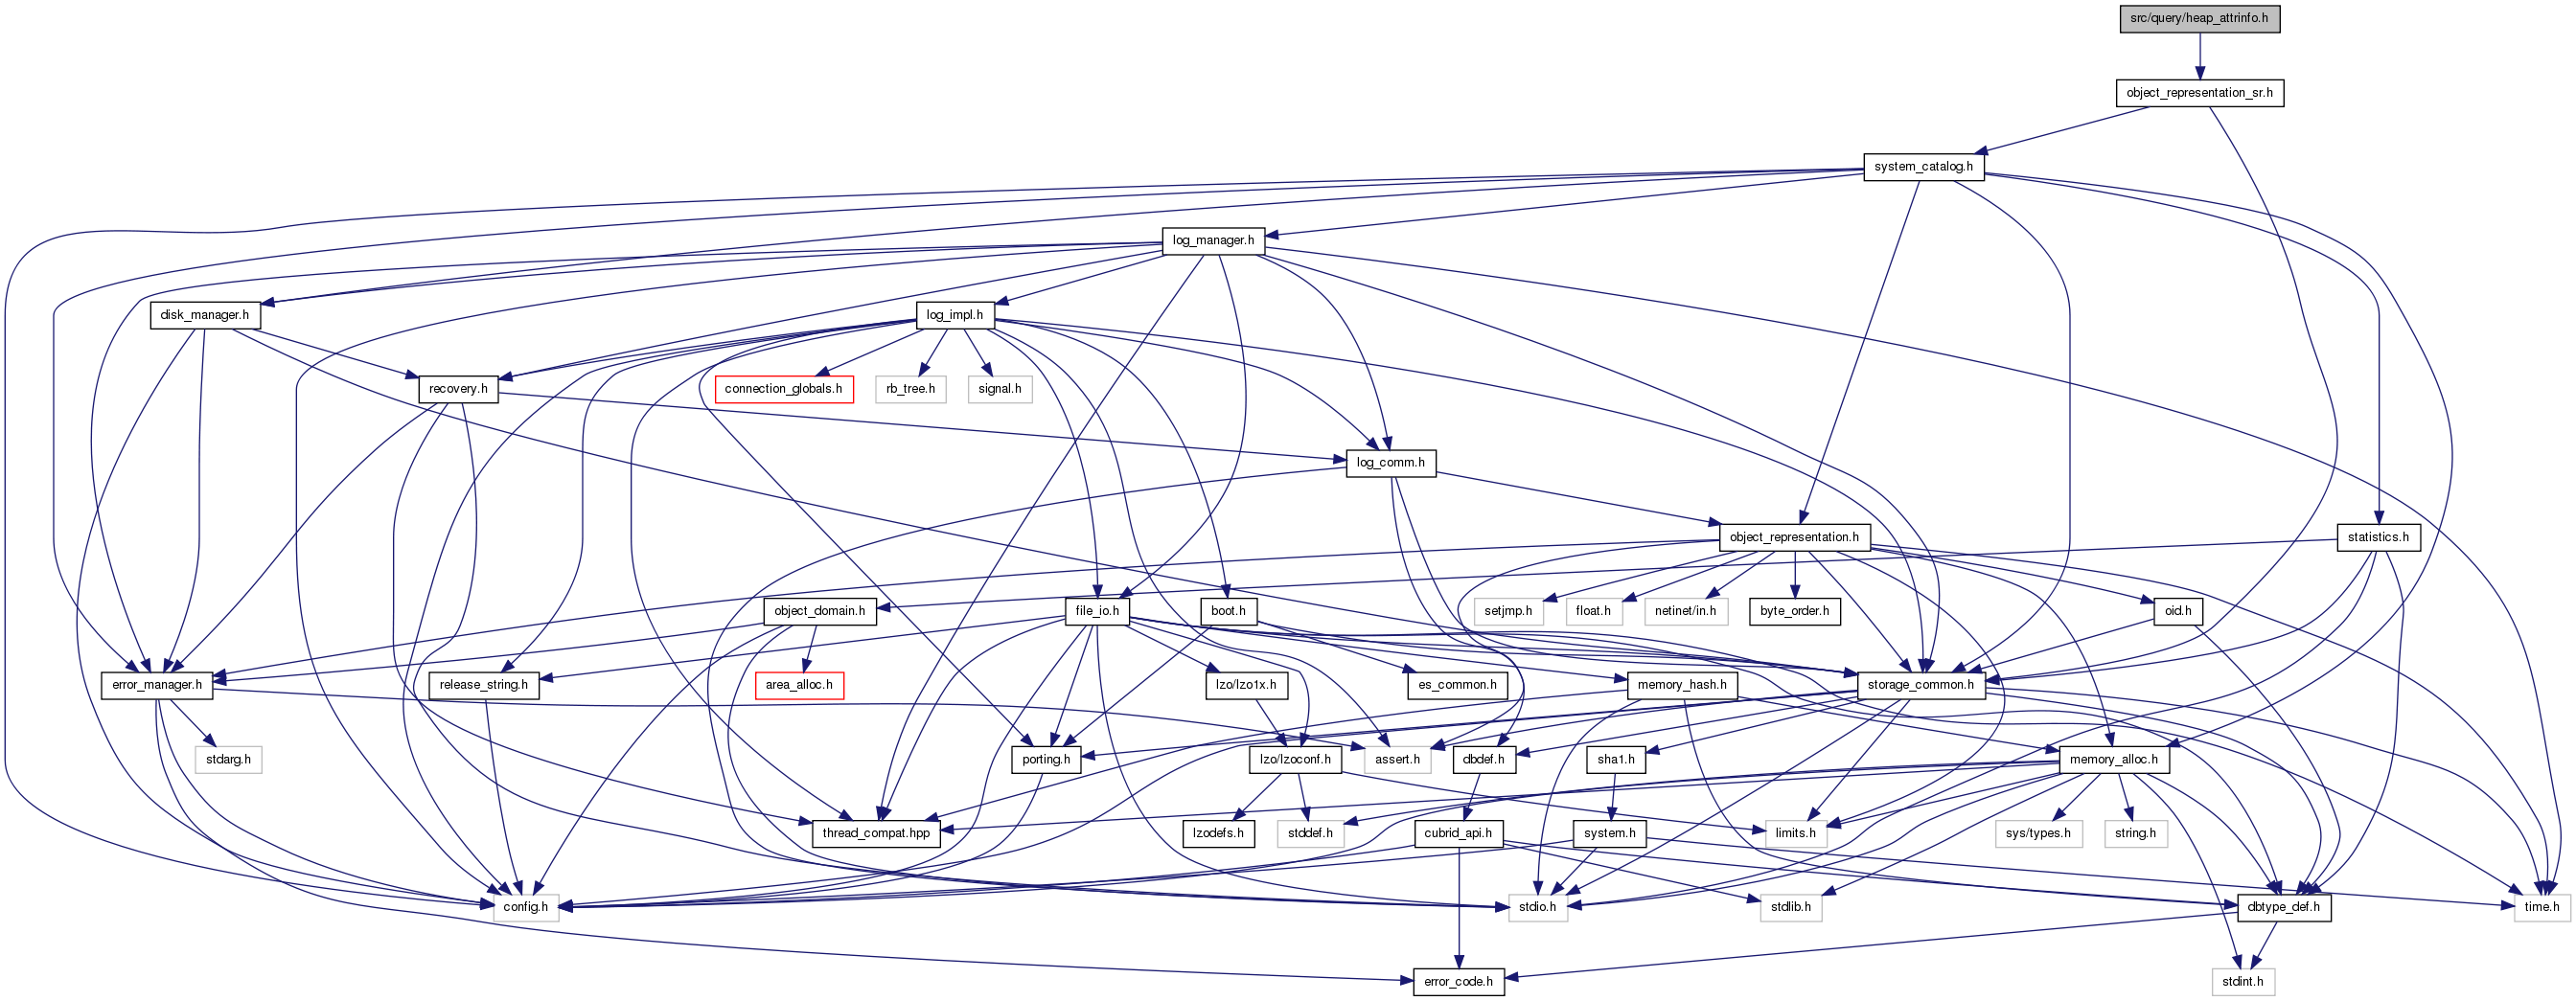 src/query/heap_attrinfo.h
object_representation_sr.h
system_catalog.h
log_manager.h
disk_manager.h
log_impl.h
recovery.h
connection_globals.h
rb_tree.h
signal.h
log_comm.h
object_representation.h
statistics.h
object_domain.h
file_io.h
boot.h
setjmp.h
float.h
netinet/in.h
byte_order.h
oid.h
error_manager.h
release_string.h
area_alloc.h
lzo/lzo1x.h
es_common.h
memory_hash.h
storage_common.h
stdarg.h
porting.h
lzo/lzoconf.h
assert.h
dbdef.h
sha1.h
memory_alloc.h
thread_compat.hpp
lzodefs.h
stddef.h
cubrid_api.h
system.h
limits.h
sys/types.h
string.h
config.h
stdio.h
stdlib.h
dbtype_def.h
time.h
error_code.h
stdint.h